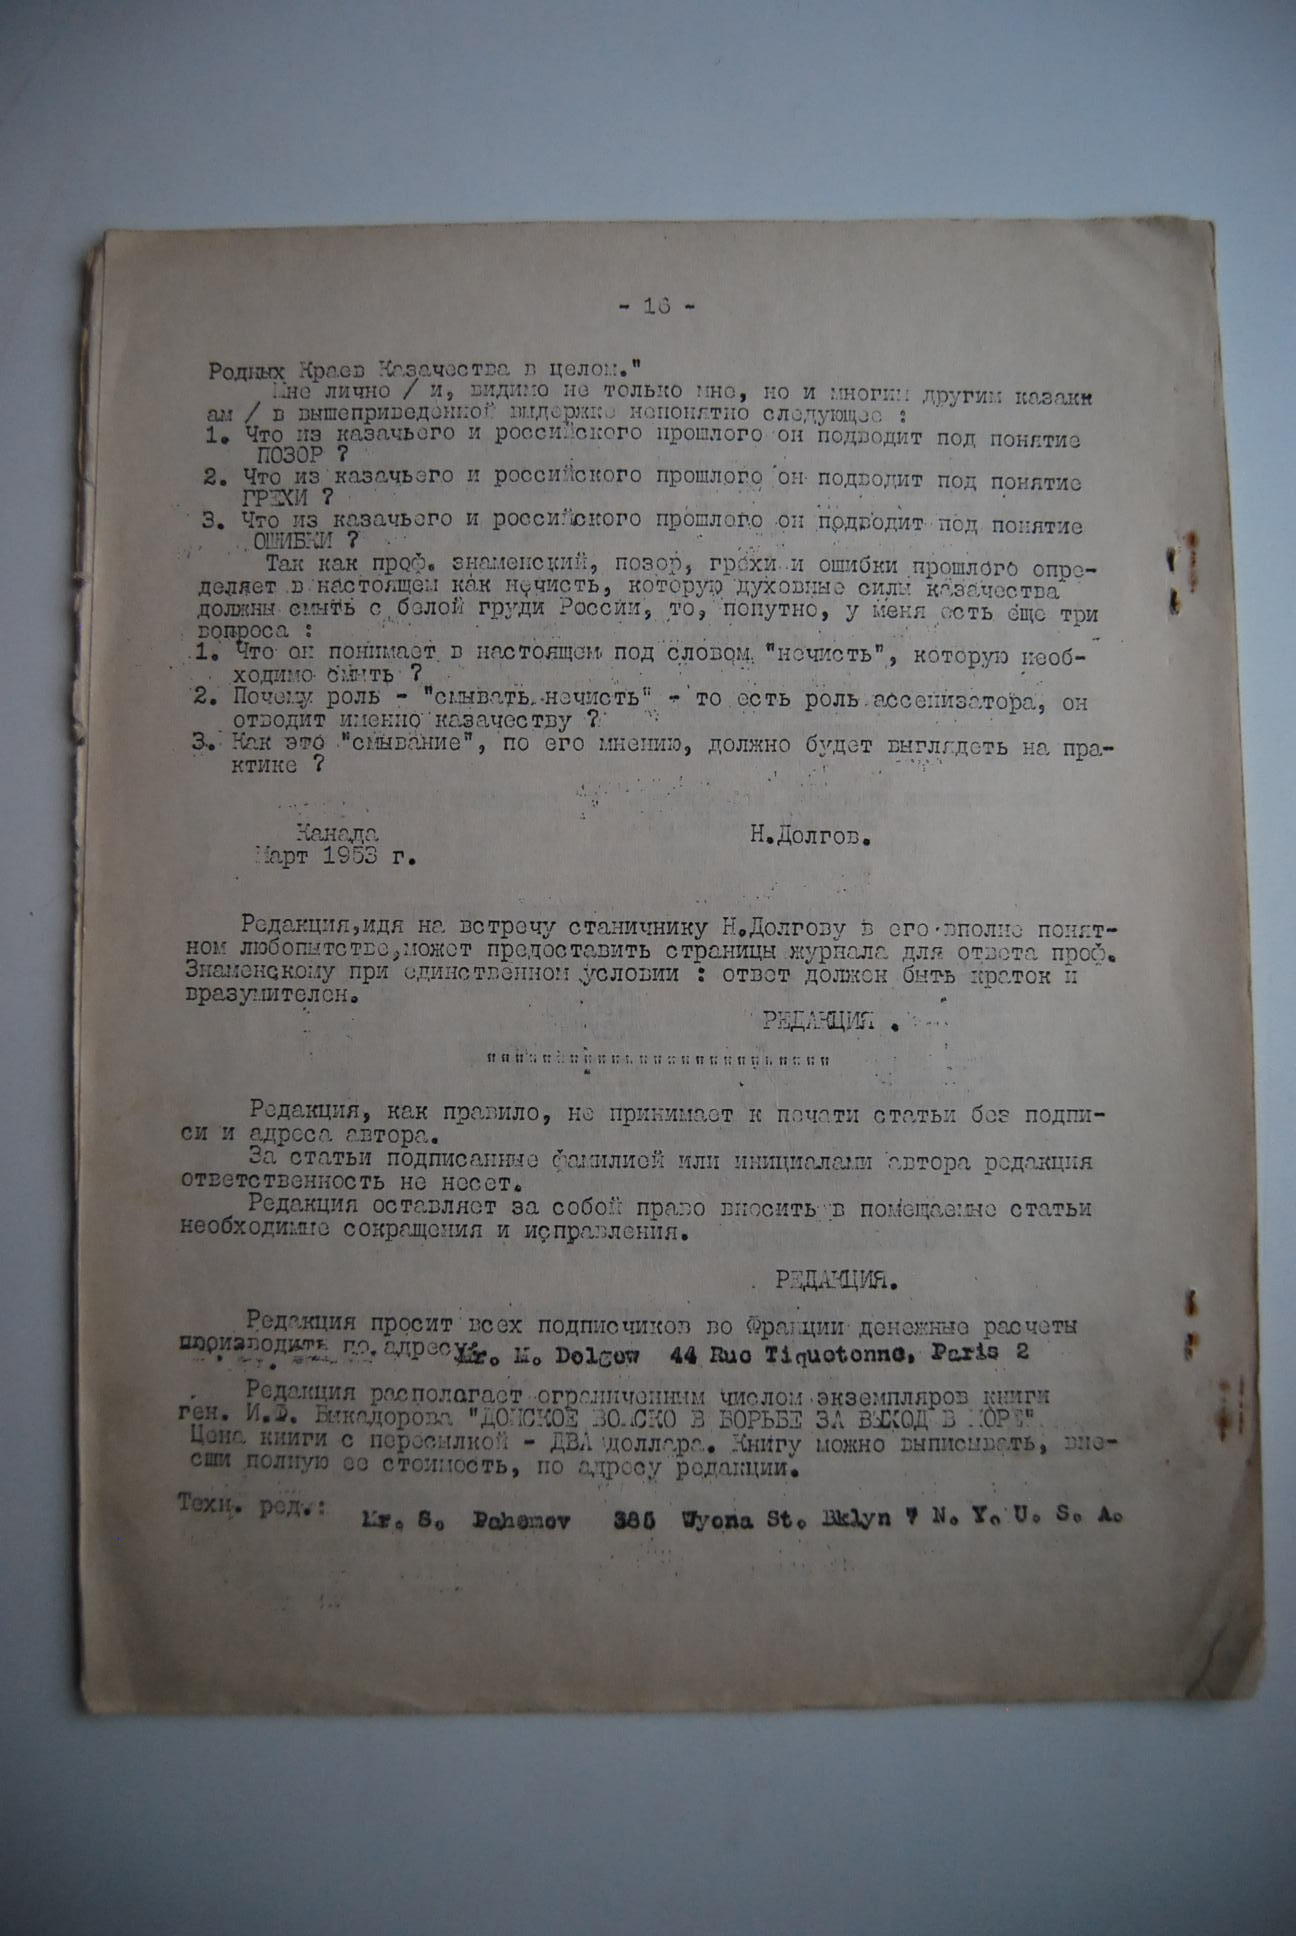 - 16 -
Родных Краев Казачества в целом."
Мне лично / и, видимо не только мне, но и многим другим казак
ам / в вышеприведенной выдержке непонятно следующее :
1. Что из казачьего и российского прошлого он подводит под понятие
ПОЗОР ?
2. Что из казачьего и российского прошлого он подводит под понятие
ГРЕХИ ?
3. Что из казачьего и российского прошлого он подводит под понятие
ОШИБКИ ?
Так как проф. знаменский, позор, грехи и ошибки прошлого опре-
деляет в настоящем как нечисть, которую духовные силы казачества
должны смыть с белой груди России, то, попутно, у меня есть еще три
вопроса :
1. Что он понимает в настоящем под словом "нечисть", которую необ-
ходимо смыть ?
2. Почему роль - "смывать нечисть" - то есть роль ассенизатора, он
отводит именно казачеству ?
3. Как это "смывание", по его мнению, должно будет выглядеть на пра-
ктике ?
Канада
Март 1953 г.
Н.Долгов.
Редакция,идя на встречу станичнику Н.Долгову в его вполне понят-
ном любопытстве,может предоставить страницы журнала для ответа проф.
Знаменскому при единственном условии : ответ должен быть краток и
вразумителен.
РЕДАКЦИЯ .
Редакция, как правило, не принимает к печати статьи без подпи-
си и адреса автора.
За статьи подписанные фамилией или инициалами автора редакция
ответственность не несет.
Редакция оставляет за собой право вносить в помещаемые статьи
необходимые сокращения и исправления.
РЕДАКЦИЯ.
Редакция просит всех подписчиков во Франции денежные расчеты
производить по адресу: Mr. M. Dolgow 44 Rue Tiquetonne, Paris 2
Редакция располагает ограниченным числом экземпляров книги
ген. И.Ф. Быкадорова "ДОНСКОЕ ВОЙСКО В БОРЬБЕ ЗА ВЫХОД В МОРЕ"
Цена книги с пересылкой - ДВА доллара. Книгу можно выписывать, вне-
сши полную ее стоимость, по адресу редакции.
Техн. ред.: Mr. S. Pahomov 385 Wyona St. Bklyn 7 N. Y. U. S. A.